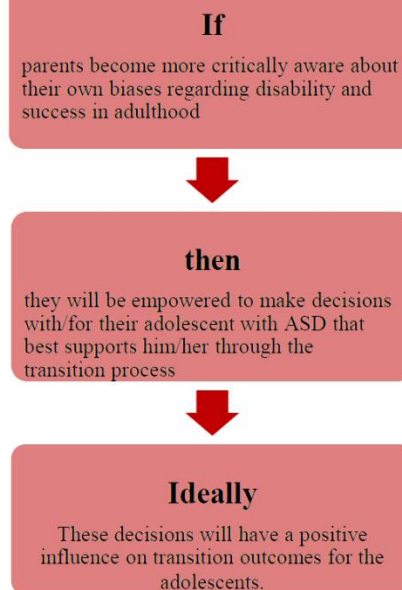 If
parents become more critically aware about
their own biases regarding disability and
success in adulthood
then
they will be empowered to make decisions
with/for their adolescent with ASD that
best supports him/her through the
transition process
Ideally
These decisions will have a positive
influence on transition outcomes for the
adolescents.